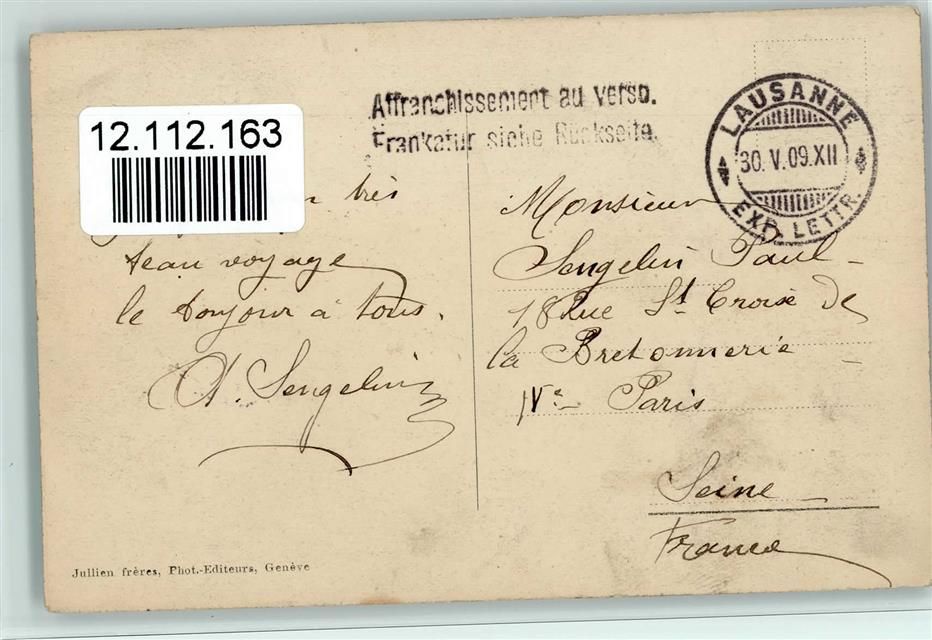 Affranchissement au verso.
Frankatur siehe Rückseite.
LAUSANNE
30.V.09.XII
EXP. LETTR.
12.112.163
très
beau voyage
le bonjour à tous.
A. Sengelin
Monsieur
Sengelin Paul
18 Rue St Croix de
la Bretonnerie
IVe Paris
Seine
France
Jullien frères, Phot.-Editeurs, Genève